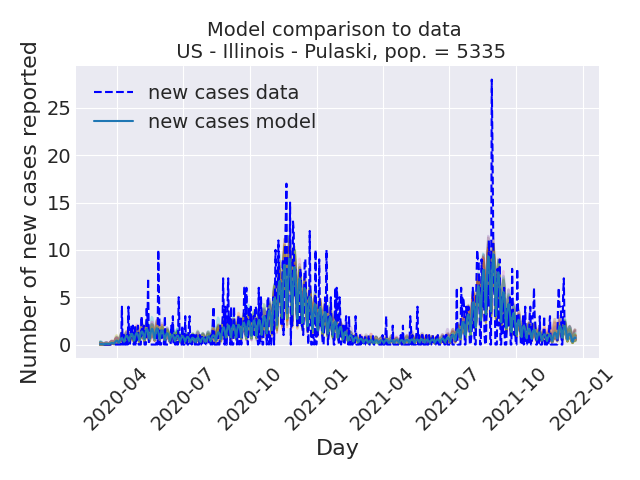 Model comparison to data
US - Illinois - Pulaski, pop. = 5335
Number of new cases reported
new cases data
new cases model
25
20
15
10
5
0
2020-04
2020-07
2020-10
2021-01
2021-04
2021-07
2021-10
2022-01
Day